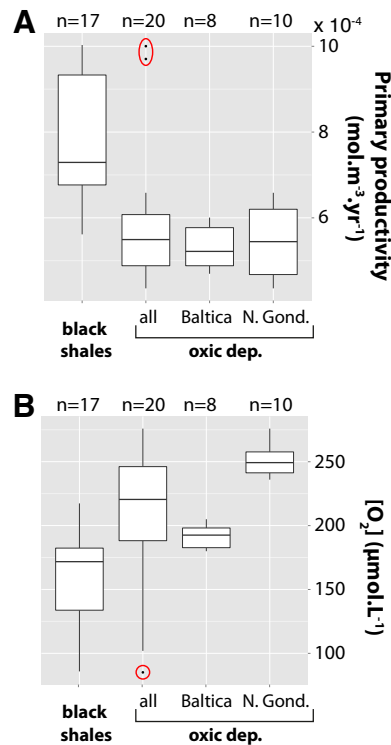 A
n=17 n=20 n=8 n=10
x 10-4
10
8
6
Primary productivity
(mol.m-3.yr-1)
black
shales
all Baltica N. Gond.
oxic dep.
B
n=17 n=20 n=8 n=10
250
200
150
100
[O2] (μmol.L-1)
black
shales
all Baltica N. Gond.
oxic dep.